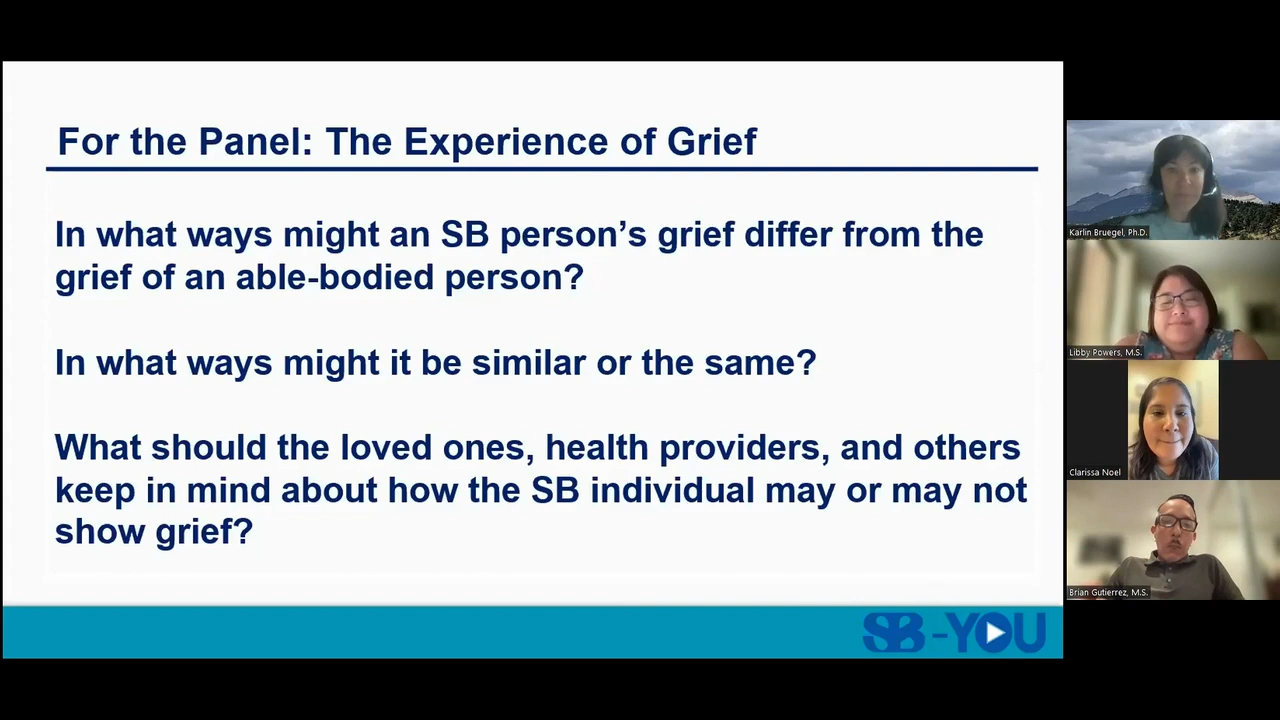 For the Panel: The Experience of Grief
In what ways might an SB person’s grief differ from the
grief of an able-bodied person?
In what ways might it be similar or the same?
What should the loved ones, health providers, and others
keep in mind about how the SB individual may or may not
show grief?
SB-YOU
Karlin Bruegel, Ph.D.
Libby Powers, M.S.
Clarissa Noel
Brian Gutierrez, M.S.